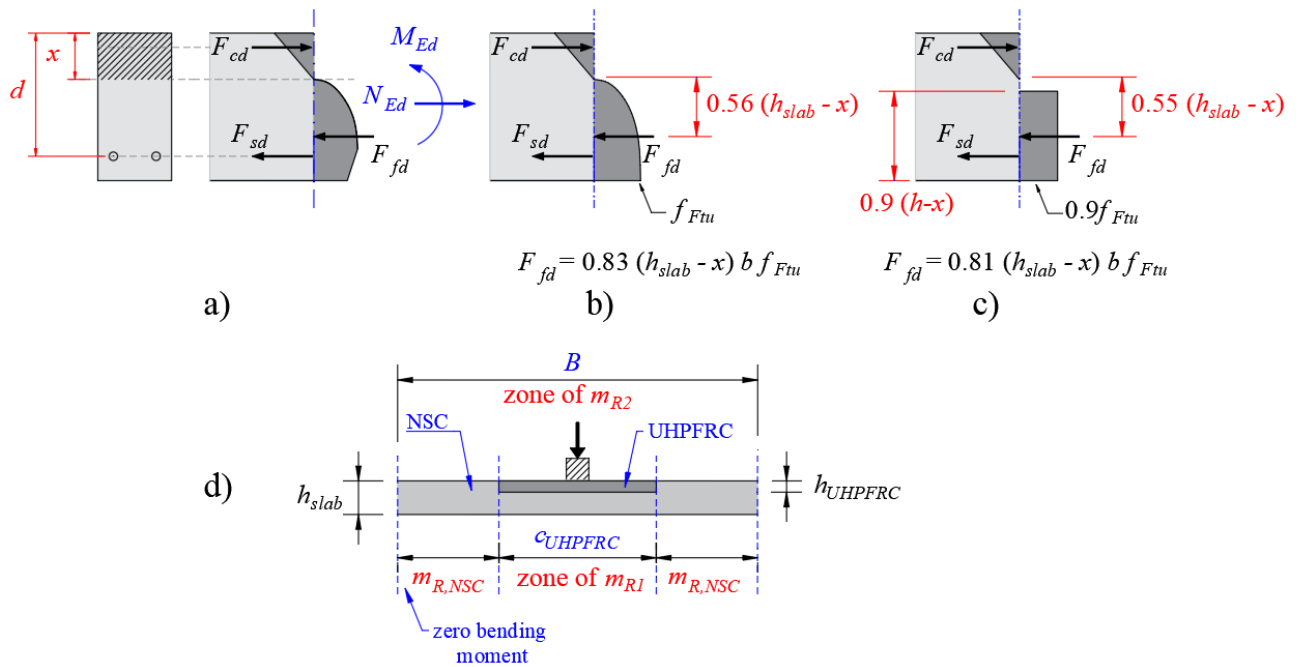 x
d
F_cd
M_Ed
N_Ed
F_sd
F_fd
F_cd
F_sd
F_fd
0.56 (h_slab - x)
f_Ftu
F_fd = 0.83 (h_slab - x) b f_Ftu
F_cd
F_sd
F_fd
0.55 (h_slab - x)
0.9 (h-x)
0.9f_Ftu
F_fd = 0.81 (h_slab - x) b f_Ftu
a)
b)
c)
B
zone of m_R2
NSC
UHPFRC
d)
h_slab
h_UHPFRC
c_UHPFRC
m_R,NSC
zone of m_R1
m_R,NSC
zero bending
moment